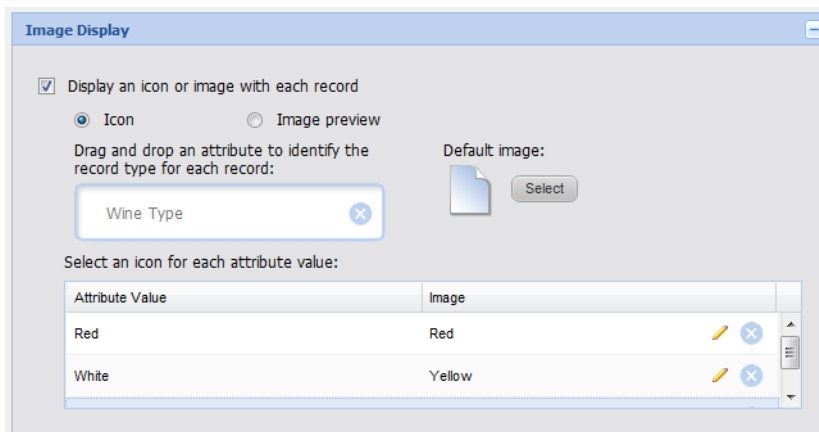 Image Display
Display an icon or image with each record
Icon Image preview
Drag and drop an attribute to identify the
record type for each record:
Default image:
Wine Type
Select
Select an icon for each attribute value:
Attribute Value Image
Red Red
White Yellow